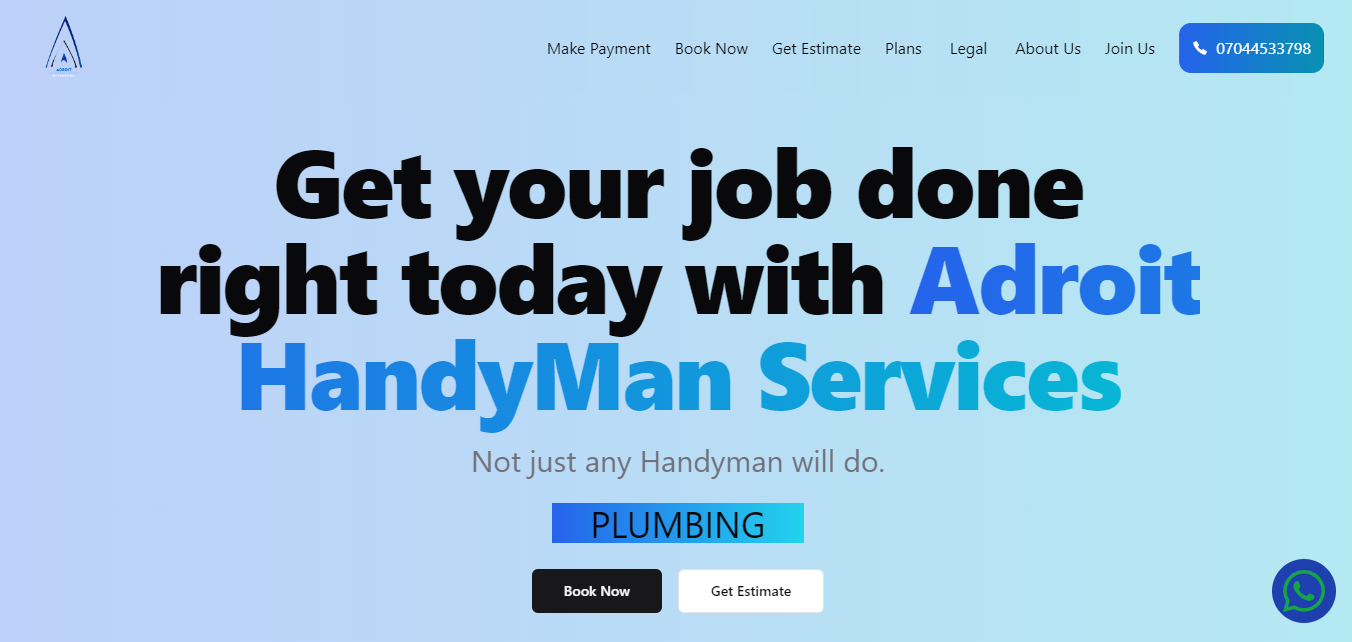 ADROIT
Make Payment Book Now Get Estimate Plans Legal About Us Join Us 07044533798
Get your job done
right today with Adroit
HandyMan Services
Not just any Handyman will do.
PLUMBING
Book Now Get Estimate